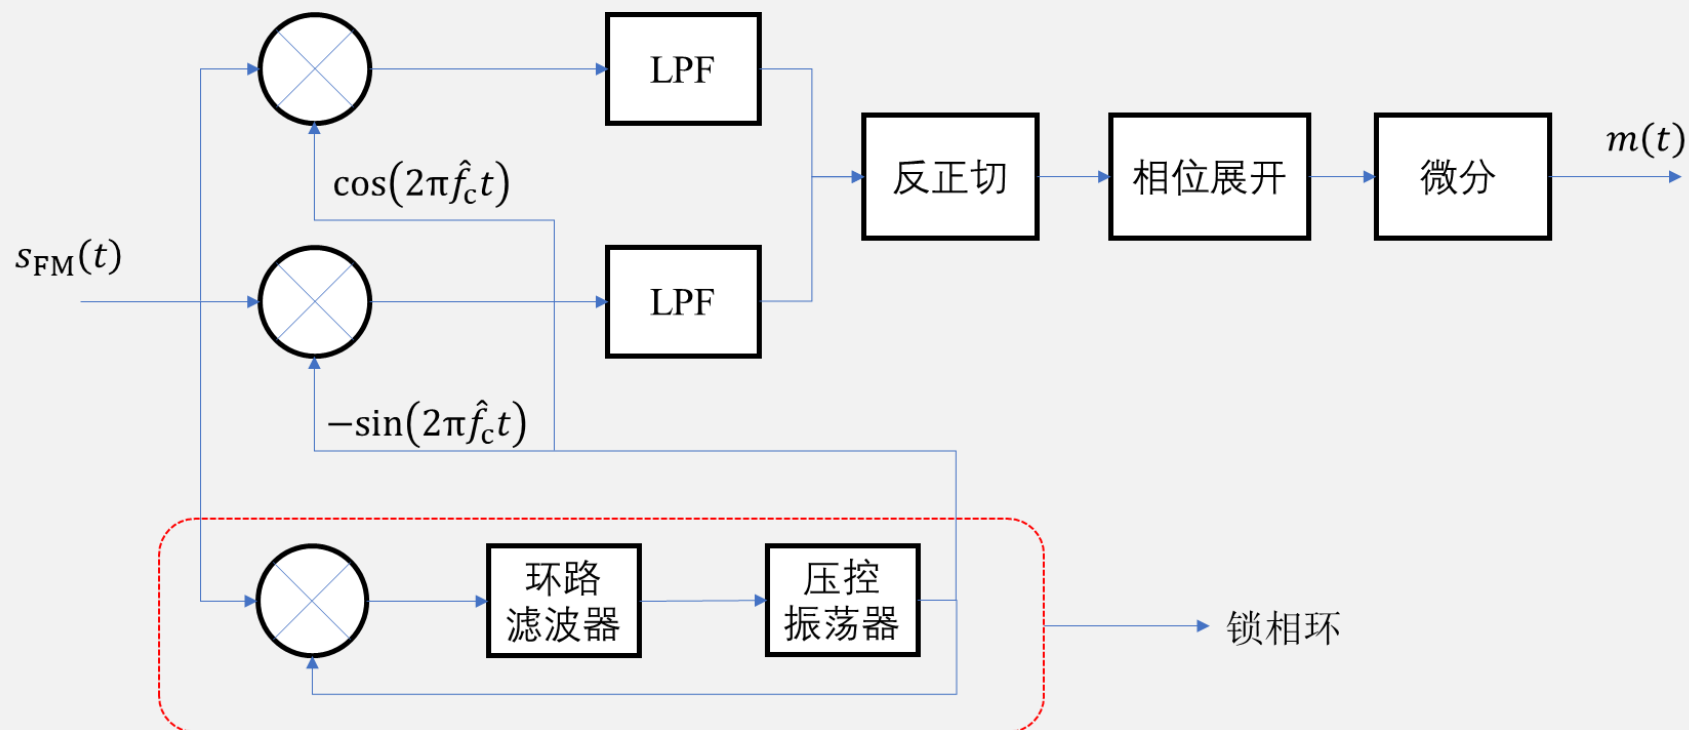 LPF
反正切
相位展开
微分
m(t)
cos(2πf̂ct)
sFM(t)
LPF
−sin(2πf̂ct)
环路
滤波器
压控
振荡器
锁相环